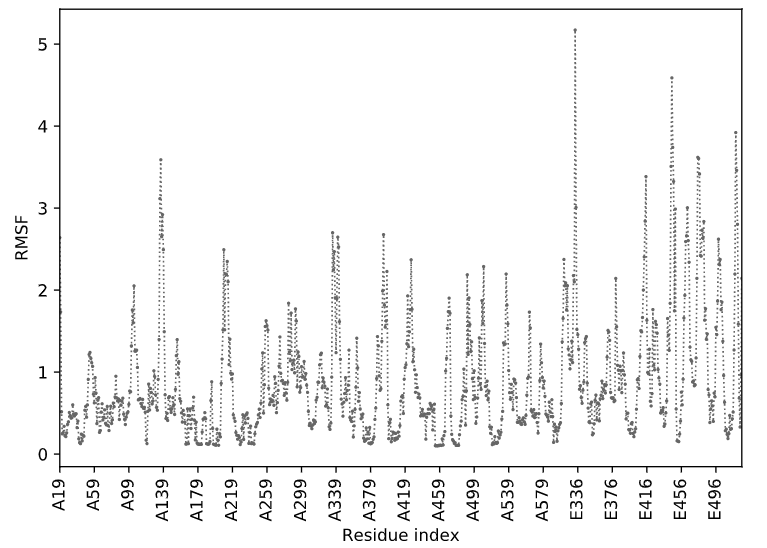 RMSF
5
4
3
2
1
0
A19
A59
A99
A139
A179
A219
A259
A299
A339
A379
A419
A459
A499
A539
A579
E336
E376
E416
E456
E496
Residue index